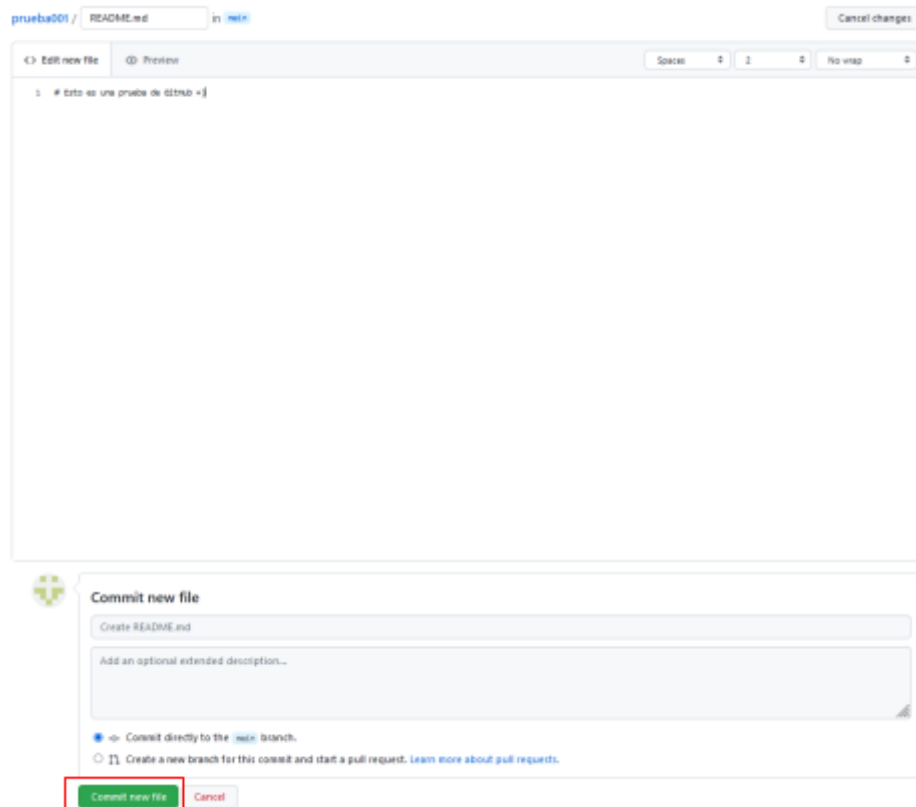 prueba001 / README.md in main Cancel changes
<> Edit new file Preview Spaces 2 No wrap
1 # Esto es una prueba de GitHub =)
Commit new file
Create README.md
Add an optional extended description...
Commit directly to the main branch.
Create a new branch for this commit and start a pull request. Learn more about pull requests.
Commit new file Cancel